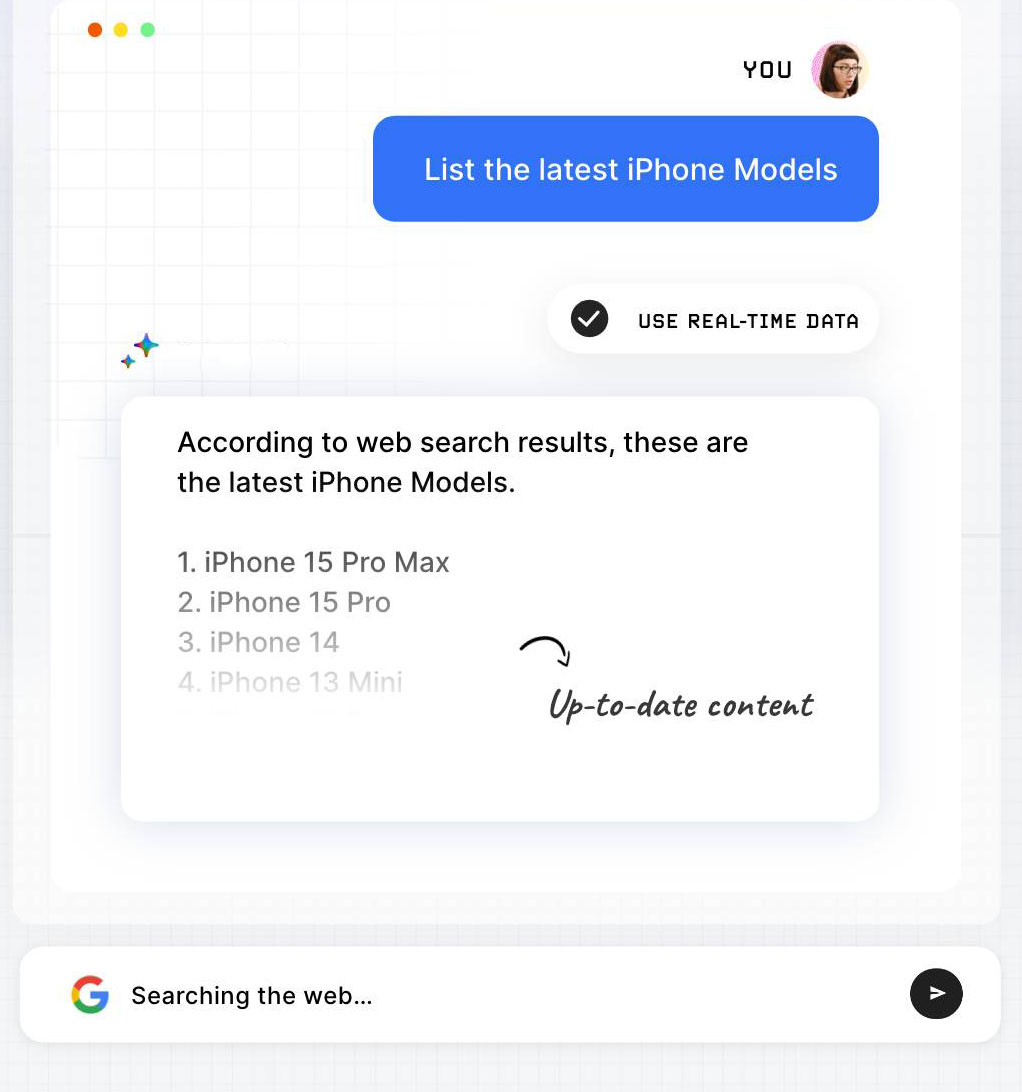 YOU
List the latest iPhone Models
USE REAL-TIME DATA
According to web search results, these are
the latest iPhone Models.
1. iPhone 15 Pro Max
2. iPhone 15 Pro
3. iPhone 14
4. iPhone 13 Mini
Up-to-date content
Searching the web...